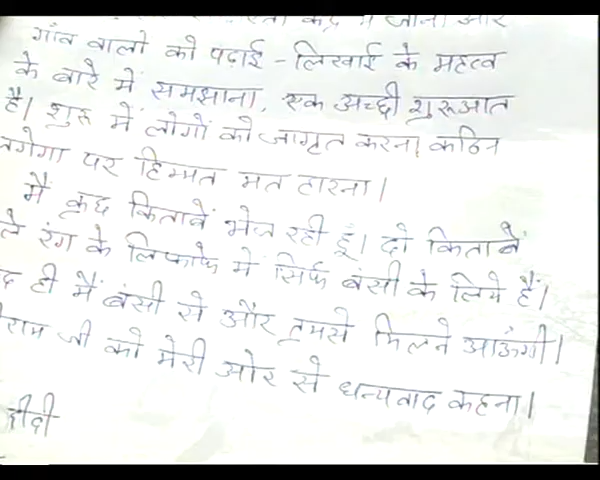 में जाना और
गाँव वालों को पढ़ाई - लिखाई के महत्व
के बारे में समझाना, एक अच्छी शुरूआत
है। शुरू में लोगों को जागृत करना कठिन
लगेगा पर हिम्मत मत हारना।
मैं कुछ किताबें भेज रही हूँ। दो किताबें
ले रंग के लिफाफे में सिर्फ बंसी के लिये हैं।
द ही मैं बंसी से और तुमसे मिलने आऊँगी।
राम जी को मेरी ओर से धन्यवाद कहना।
दीदी